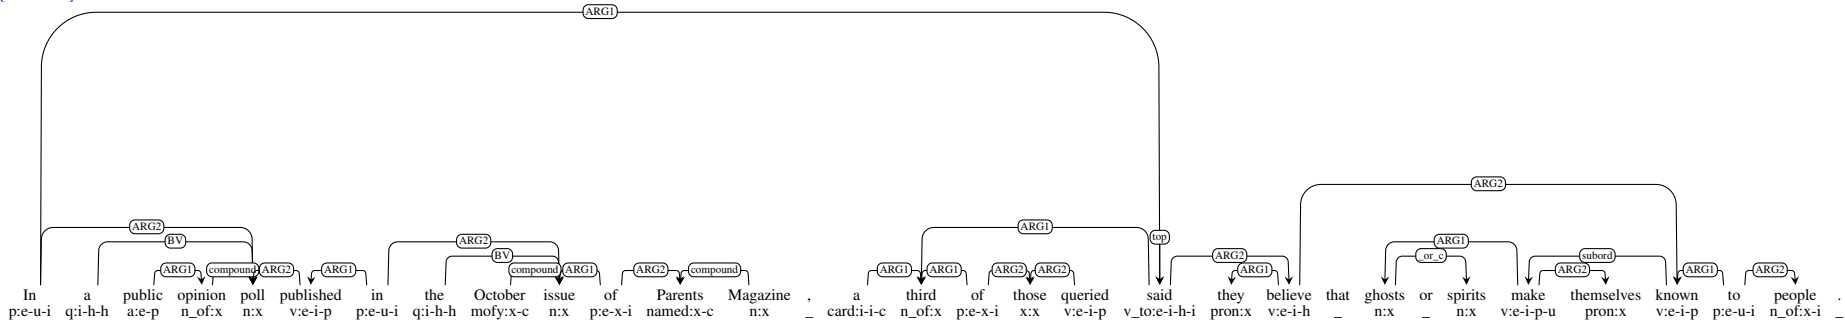 ARG1
ARG2
ARG2 ARG1 top
BV ARG2 ARG1
BV ARG2 _or_c subord
ARG1 compound ARG2 ARG1 compound ARG1 ARG2 compound ARG1 ARG1 ARG2 ARG2 ARG1 ARG2 ARG1 ARG2
In a public opinion poll published in the October issue of Parents Magazine , a third of those queried said they believe that ghosts or spirits make themselves known to people .
p:e-u-i q:i-h-h a:e-p n_of:x n:x v:e-i-p p:e-u-i q:i-h-h mofy:x-c n:x p:e-x-i named:x-c n:x _ card:i-i-c n_of:x p:e-x-i x:x v:e-i-p v_to:e-i-h-i pron:x v:e-i-h _ n:x _ n:x v:e-i-p-u pron:x v:e-i-p p:e-u-i n_of:x-i _